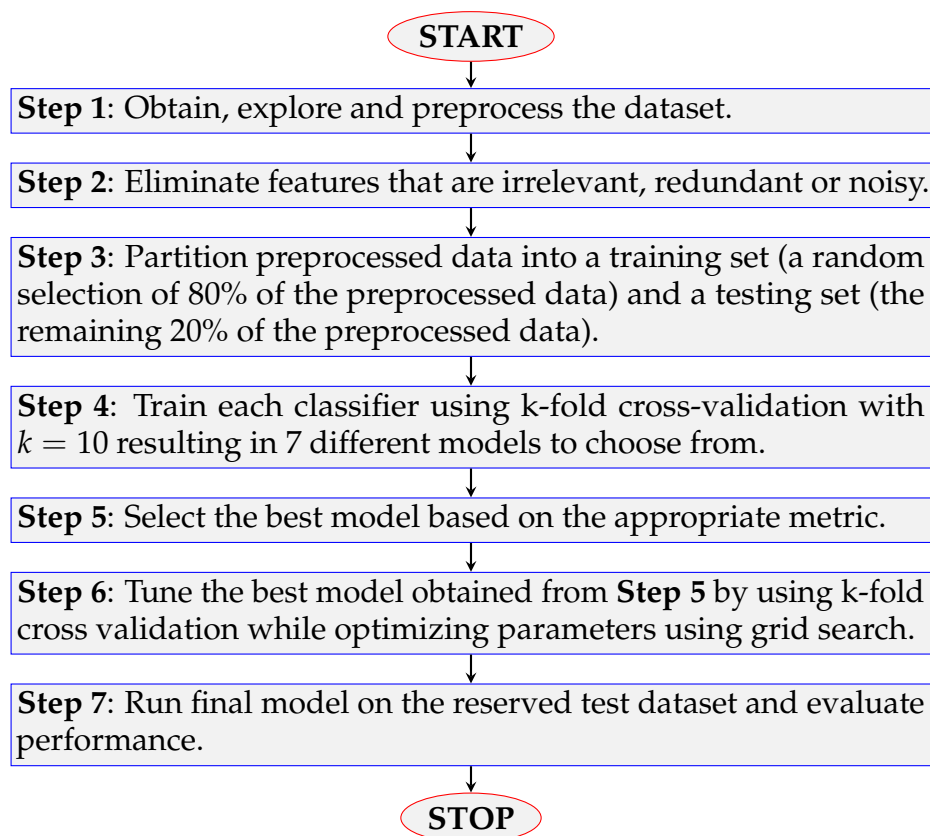 START
Step 1: Obtain, explore and preprocess the dataset.
Step 2: Eliminate features that are irrelevant, redundant or noisy.
Step 3: Partition preprocessed data into a training set (a random
selection of 80% of the preprocessed data) and a testing set (the
remaining 20% of the preprocessed data).
Step 4: Train each classifier using k-fold cross-validation with
k = 10 resulting in 7 different models to choose from.
Step 5: Select the best model based on the appropriate metric.
Step 6: Tune the best model obtained from Step 5 by using k-fold
cross validation while optimizing parameters using grid search.
Step 7: Run final model on the reserved test dataset and evaluate
performance.
STOP